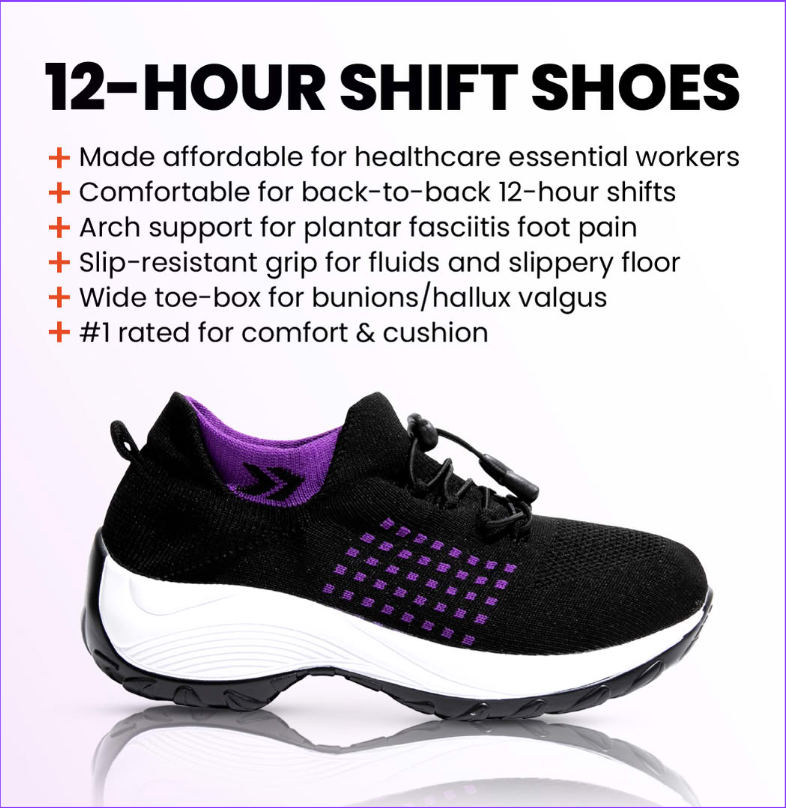 12-HOUR SHIFT SHOES
+ Made affordable for healthcare essential workers
+ Comfortable for back-to-back 12-hour shifts
+ Arch support for plantar fasciitis foot pain
+ Slip-resistant grip for fluids and slippery floor
+ Wide toe-box for bunions/hallux valgus
+ #1 rated for comfort & cushion